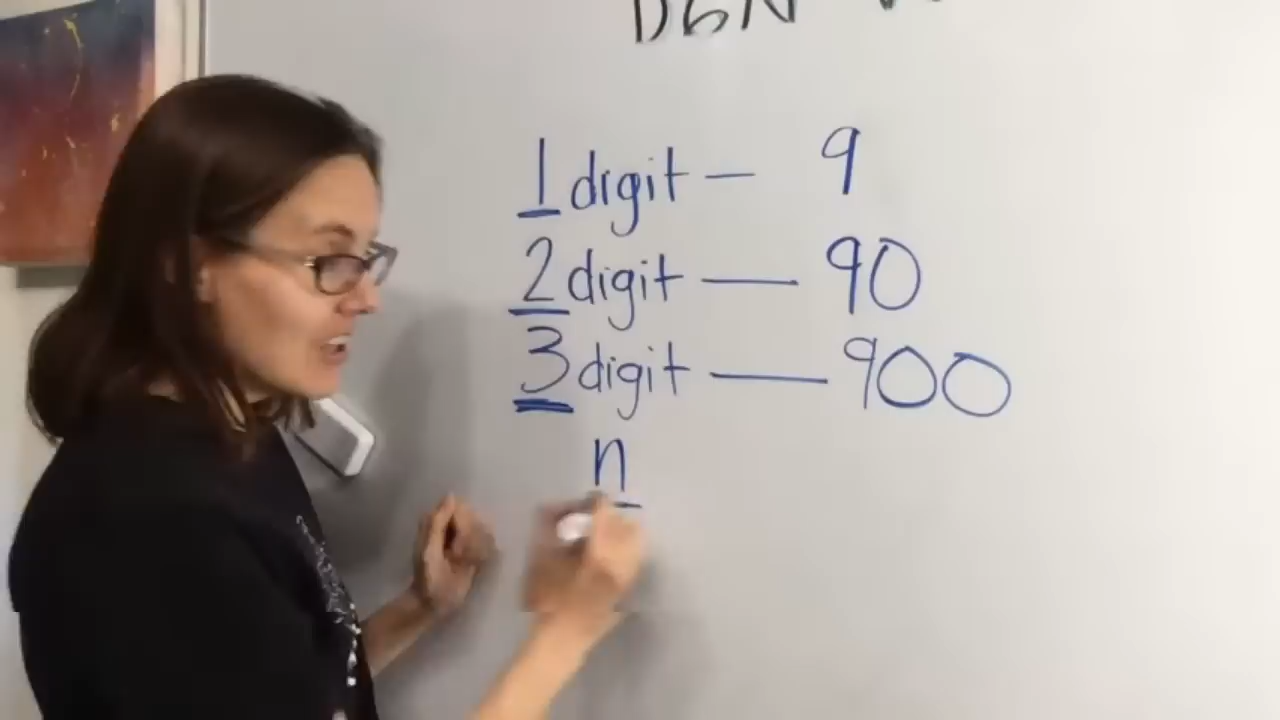 1 digit — 9
2 digit — 90
3 digit — 900
n